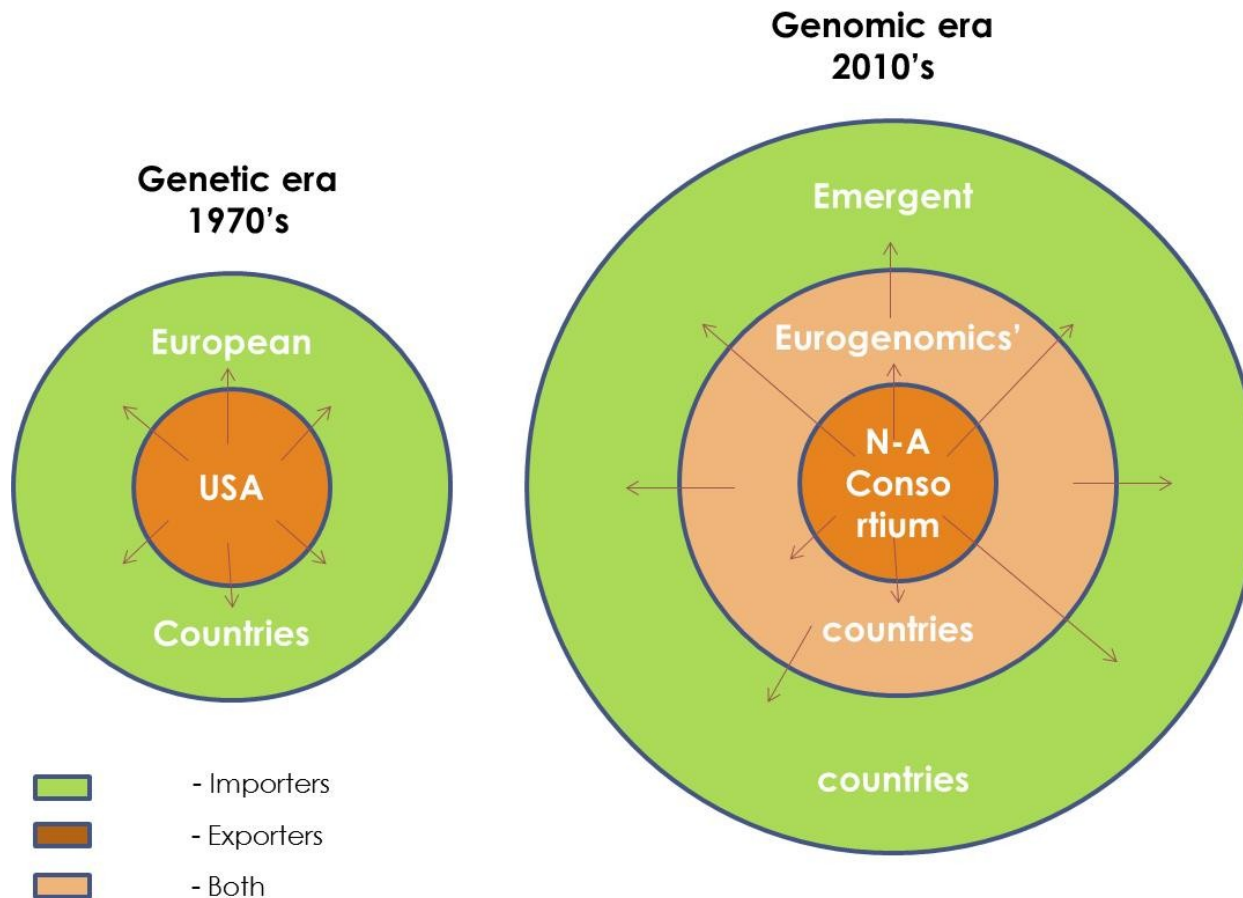 Genetic era
1970's
European
USA
Countries
Genomic era
2010's
Emergent
Eurogenomics'
N-A
Conso
rtium
countries
countries
- Importers
- Exporters
- Both